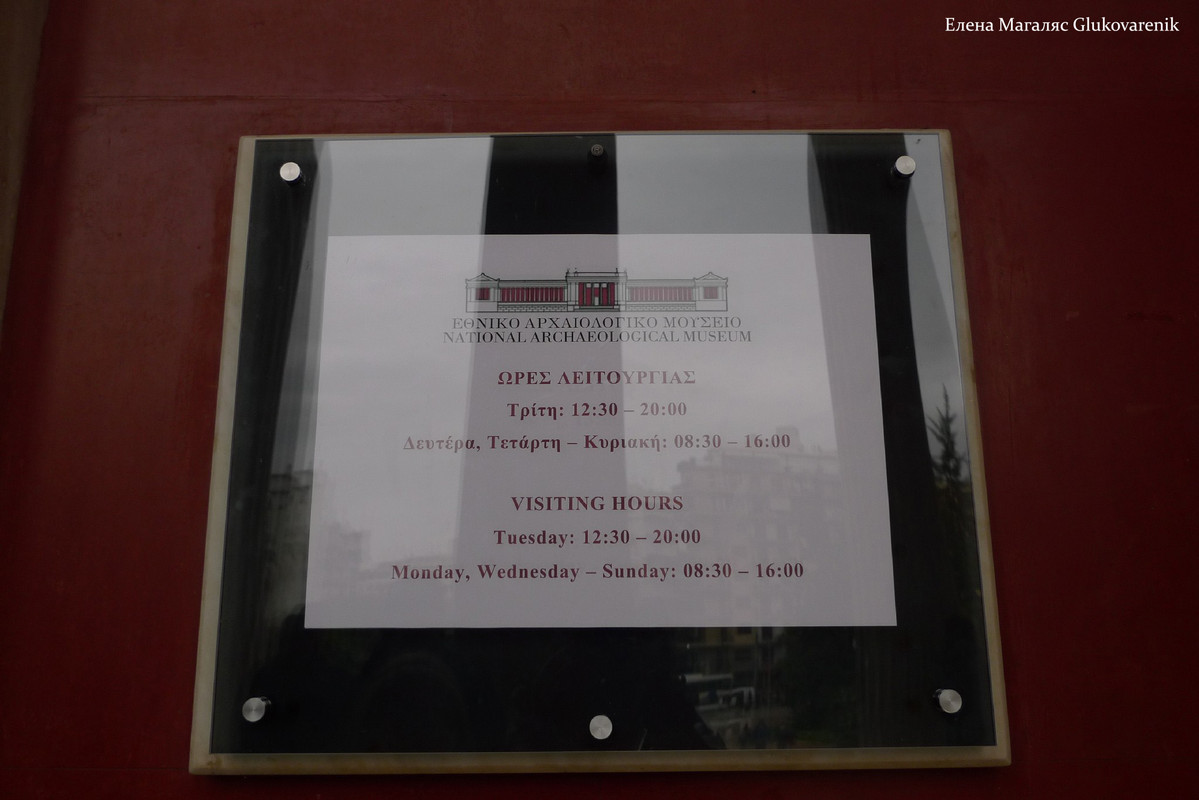 Елена Магаляс Glukovarenik
ΕΘΝΙΚΟ ΑΡΧΑΙΟΛΟΓΙΚΟ ΜΟΥΣΕΙΟ
NATIONAL ARCHAEOLOGICAL MUSEUM
ΩΡΕΣ ΛΕΙΤΟΥΡΓΙΑΣ
Τρίτη: 12:30 – 20:00
Δευτέρα, Τετάρτη – Κυριακή: 08:30 – 16:00
VISITING HOURS
Tuesday: 12:30 – 20:00
Monday, Wednesday – Sunday: 08:30 – 16:00